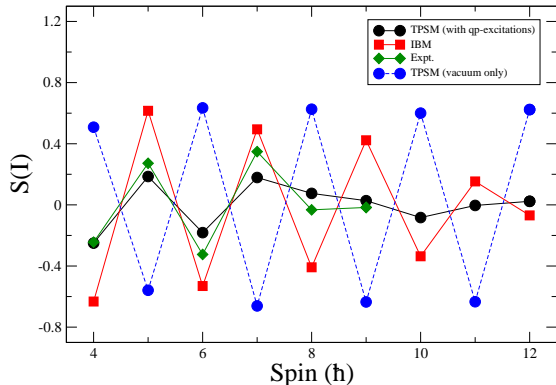 1.2
0.8
0.4
0
-0.4
-0.8
S(I)
TPSM (with qp-excitations)
IBM
Expt.
TPSM (vacuum only)
4 6 8 10 12
Spin (ħ)